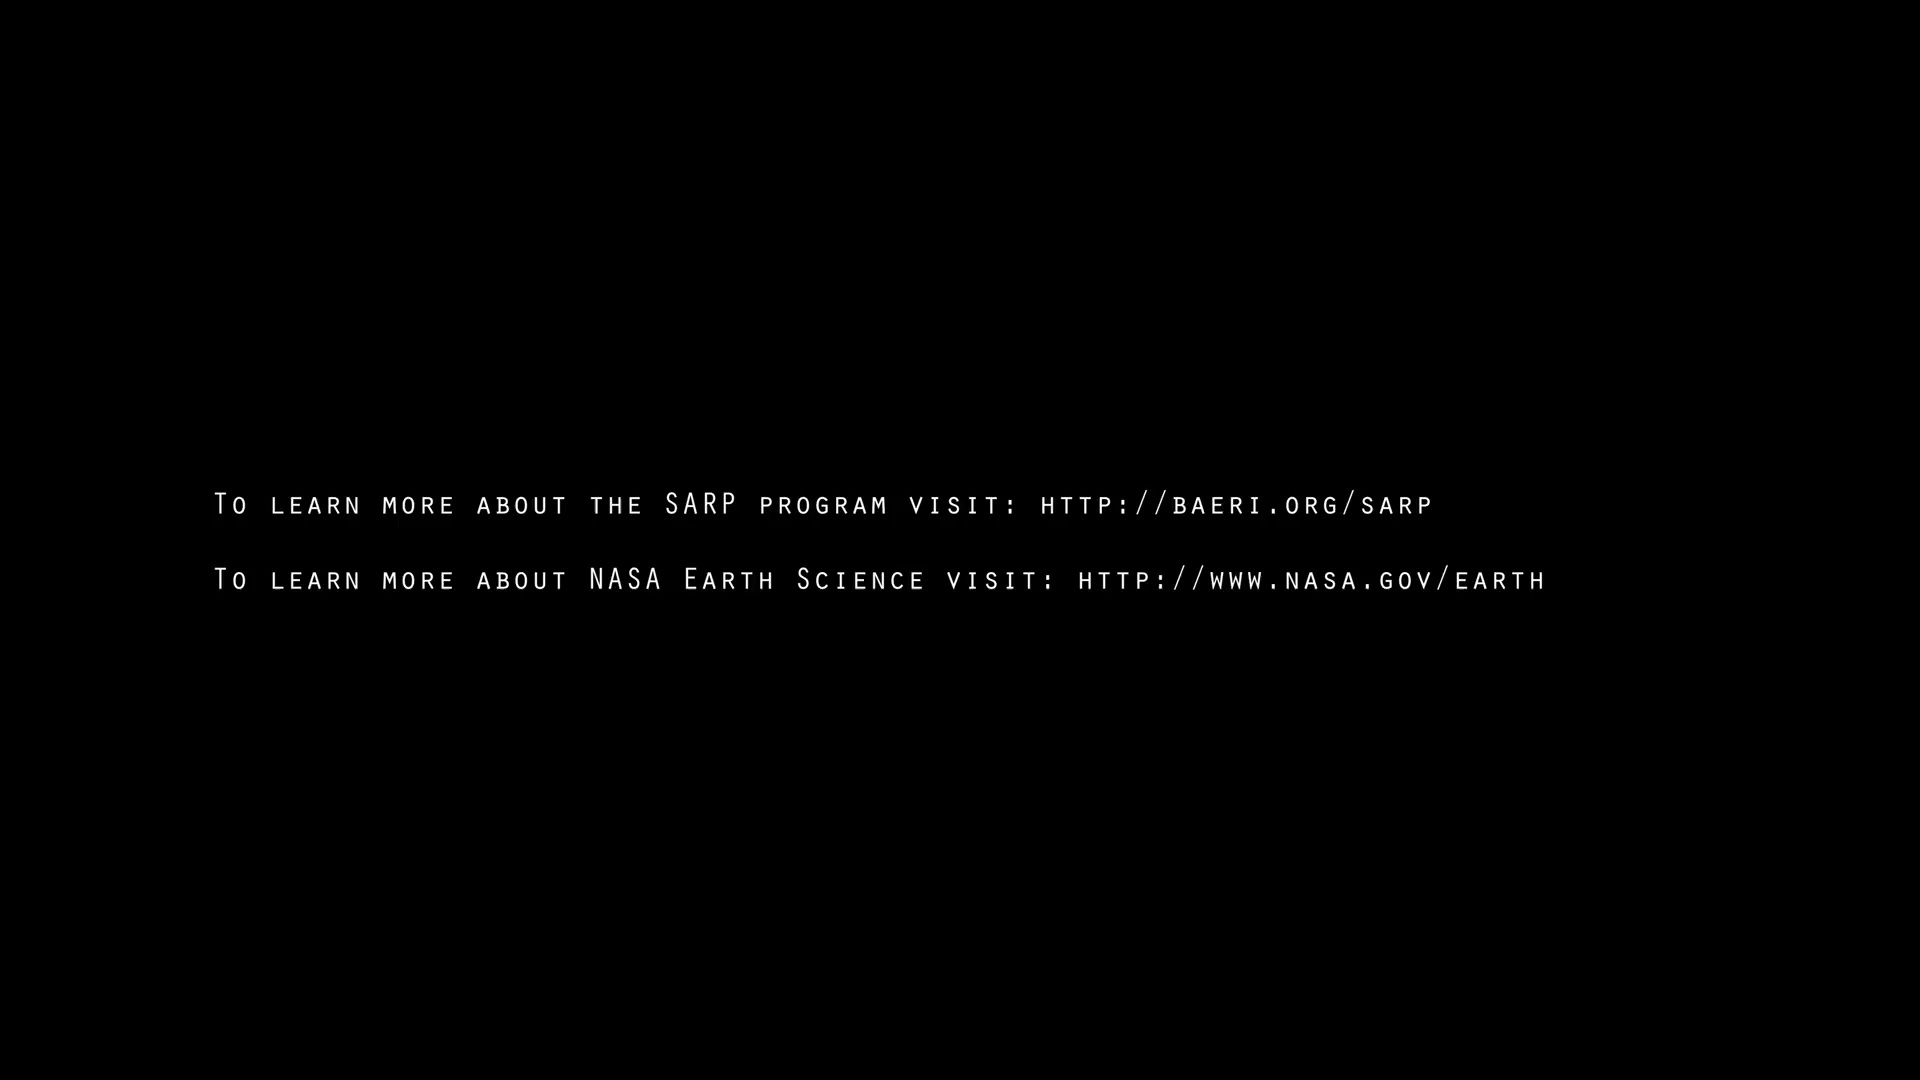 To learn more about the SARP program visit: http://baeri.org/sarp
To learn more about NASA Earth Science visit: http://www.nasa.gov/earth